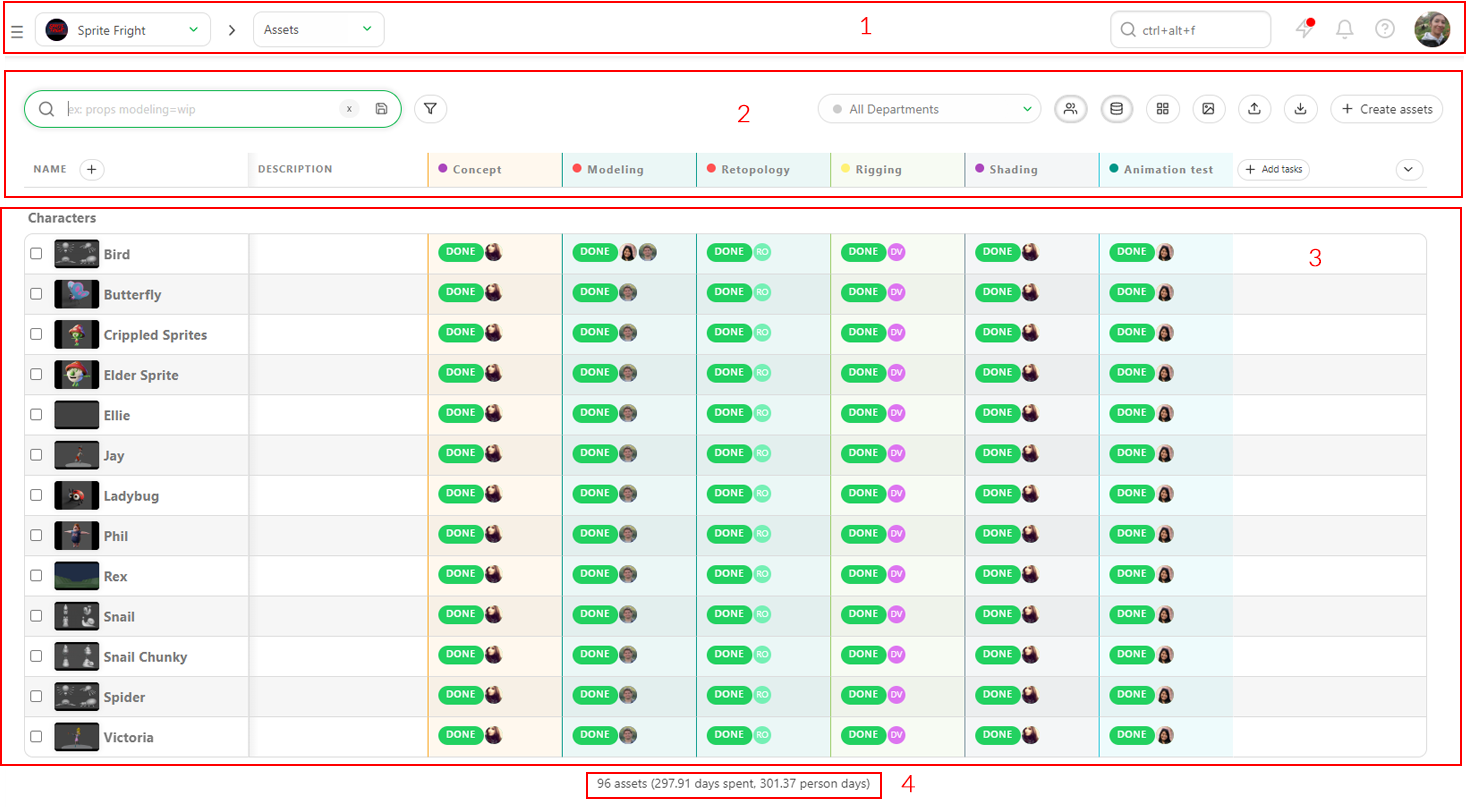 Sprite Fright Assets 1 ctrl+alt+f
ex: props modeling=wip x 2 All Departments + Create assets
NAME + DESCRIPTION Concept Modeling Retopology Rigging Shading Animation test + Add tasks
Characters
Bird DONE DONE DONE RO DONE DV DONE DONE 3
Butterfly DONE DONE DONE RO DONE DV DONE DONE
Crippled Sprites DONE DONE DONE RO DONE DV DONE DONE
Elder Sprite DONE DONE DONE RO DONE DV DONE DONE
Ellie DONE DONE DONE RO DONE DV DONE DONE
Jay DONE DONE DONE RO DONE DV DONE DONE
Ladybug DONE DONE DONE RO DONE DV DONE DONE
Phil DONE DONE DONE RO DONE DV DONE DONE
Rex DONE DONE DONE RO DONE DV DONE DONE
Snail DONE DONE DONE RO DONE DV DONE DONE
Snail Chunky DONE DONE DONE RO DONE DV DONE DONE
Spider DONE DONE DONE RO DONE DV DONE DONE
Victoria DONE DONE DONE RO DONE DV DONE DONE
96 assets (297.91 days spent, 301.37 person days) 4